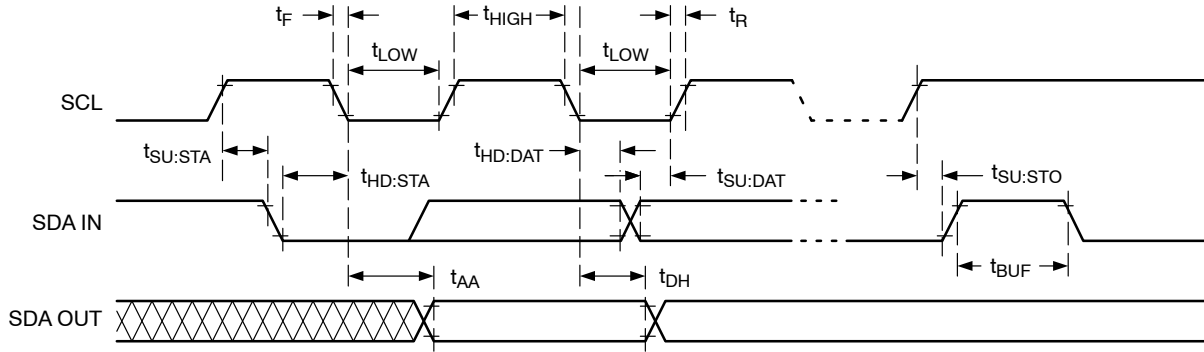 tF
tHIGH
tR
tLOW
tLOW
SCL
tSU:STA
tHD:STA
tHD:DAT
tSU:DAT
tSU:STO
SDA IN
tAA
tDH
tBUF
SDA OUT